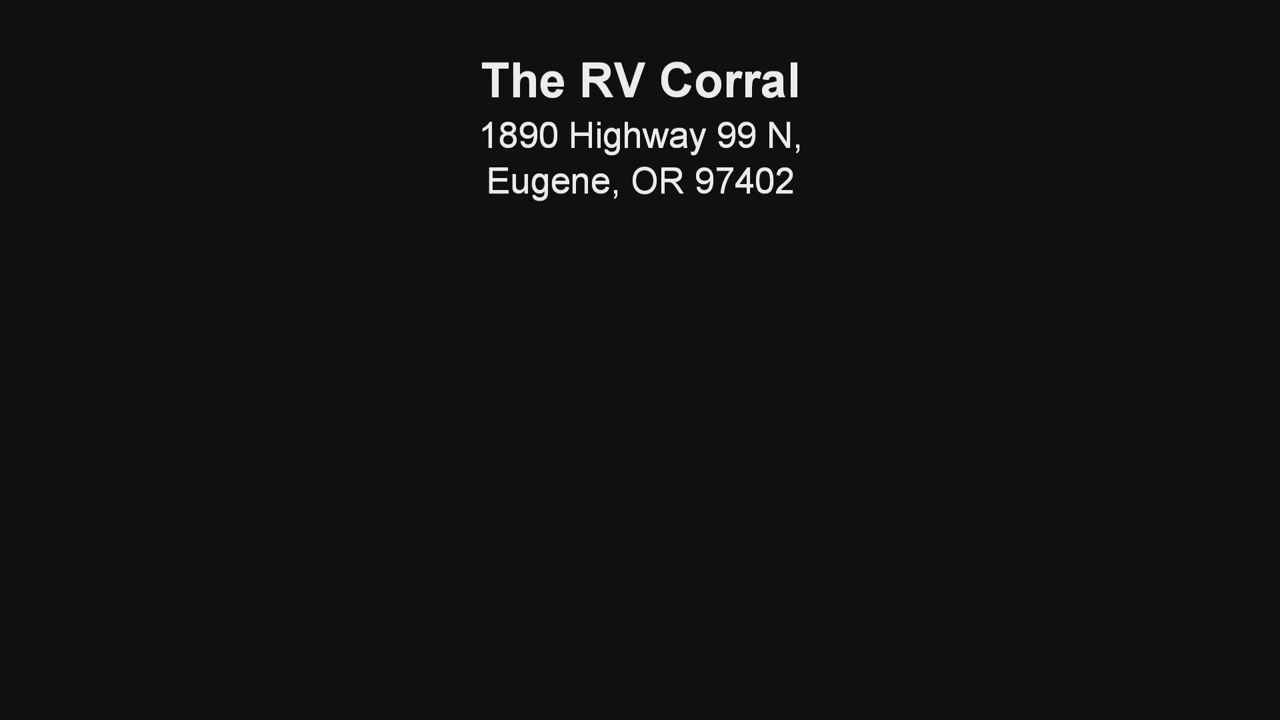 The RV Corral
1890 Highway 99 N,
Eugene, OR 97402